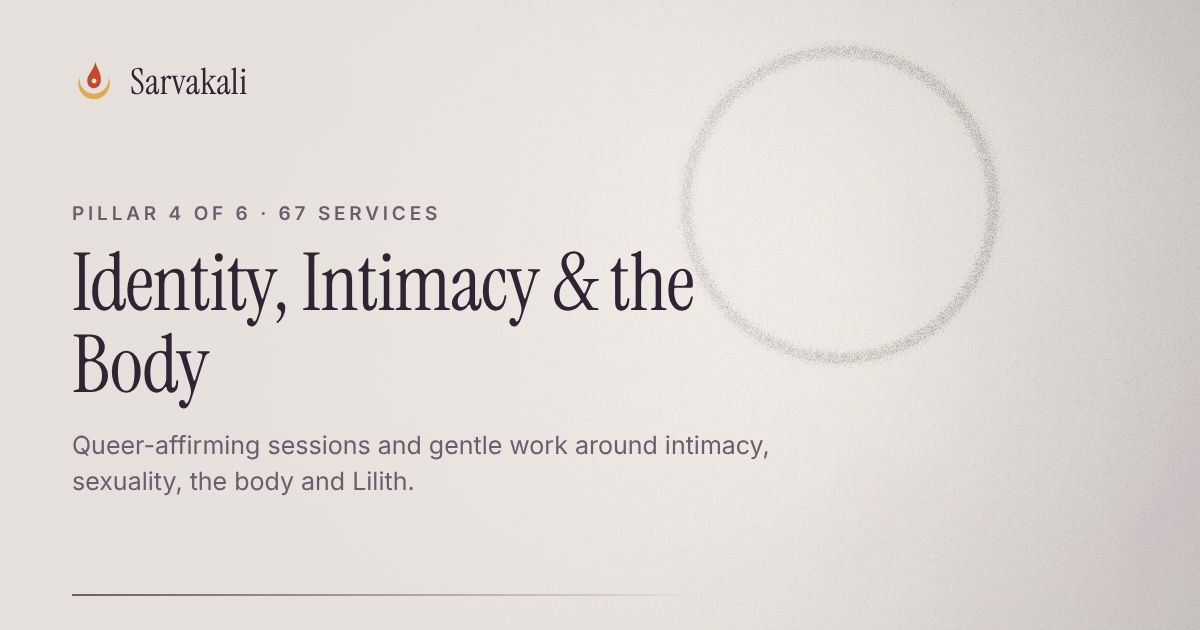 Sarvakali
PILLAR 4 OF 6 · 67 SERVICES
Identity, Intimacy & the
Body
Queer-affirming sessions and gentle work around intimacy,
sexuality, the body and Lilith.